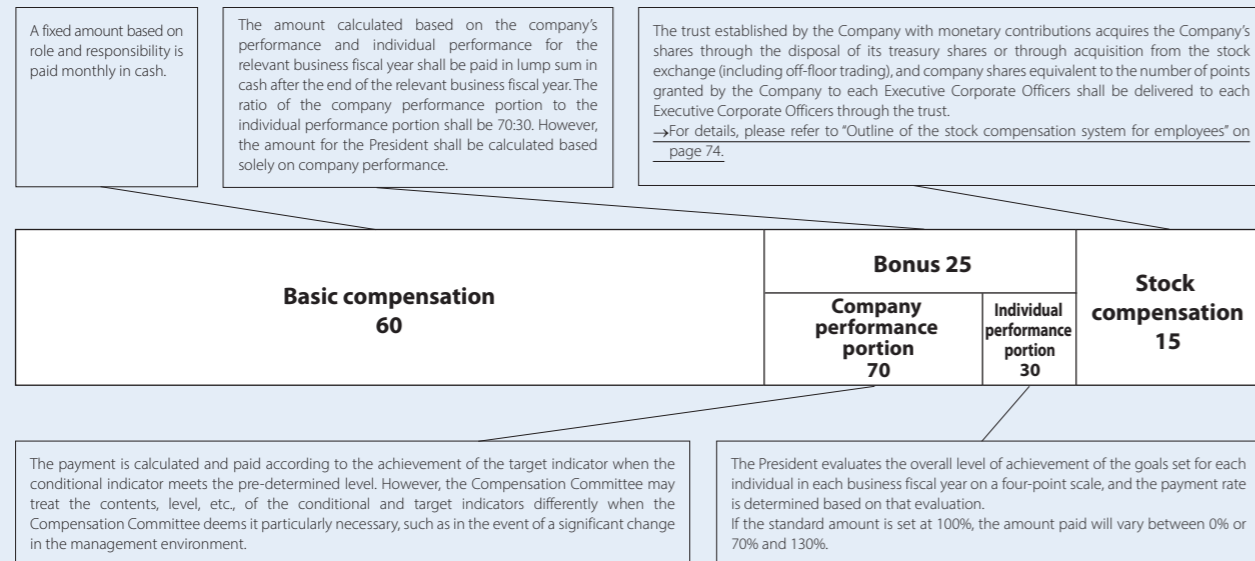 A fixed amount based on
role and responsibility is
paid monthly in cash.
The amount calculated based on the company's
performance and individual performance for the
relevant business fiscal year shall be paid in lump sum in
cash after the end of the relevant business fiscal year. The
ratio of the company performance portion to the
individual performance portion shall be 70:30. However,
the amount for the President shall be calculated based
solely on company performance.
The trust established by the Company with monetary contributions acquires the Company's
shares through the disposal of its treasury shares or through acquisition from the stock
exchange (including off-floor trading), and company shares equivalent to the number of points
granted by the Company to each Executive Corporate Officers shall be delivered to each
Executive Corporate Officers through the trust.
→For details, please refer to "Outline of the stock compensation system for employees" on
page 74.
Basic compensation
60
Bonus 25
Company
performance
portion
70
Individual
performance
portion
30
Stock
compensation
15
The payment is calculated and paid according to the achievement of the target indicator when the
conditional indicator meets the pre-determined level. However, the Compensation Committee may
treat the contents, level, etc., of the conditional and target indicators differently when the
Compensation Committee deems it particularly necessary, such as in the event of a significant change
in the management environment.
The President evaluates the overall level of achievement of the goals set for each
individual in each business fiscal year on a four-point scale, and the payment rate
is determined based on that evaluation.
If the standard amount is set at 100%, the amount paid will vary between 0% or
70% and 130%.